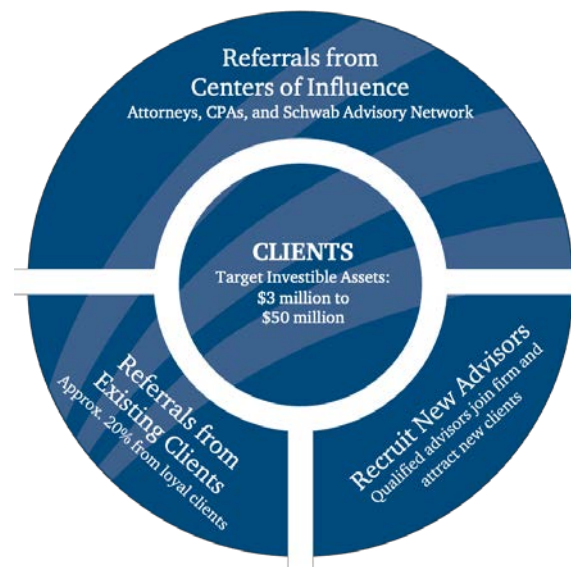 Referrals from
Centers of Influence
Attorneys, CPAs, and Schwab Advisory Network
CLIENTS
Target Investible Assets:
$3 million to
$50 million
Referrals from
Existing Clients
Approx. 20% from loyal clients
Recruit New Advisors
Qualified advisors join firm and
attract new clients